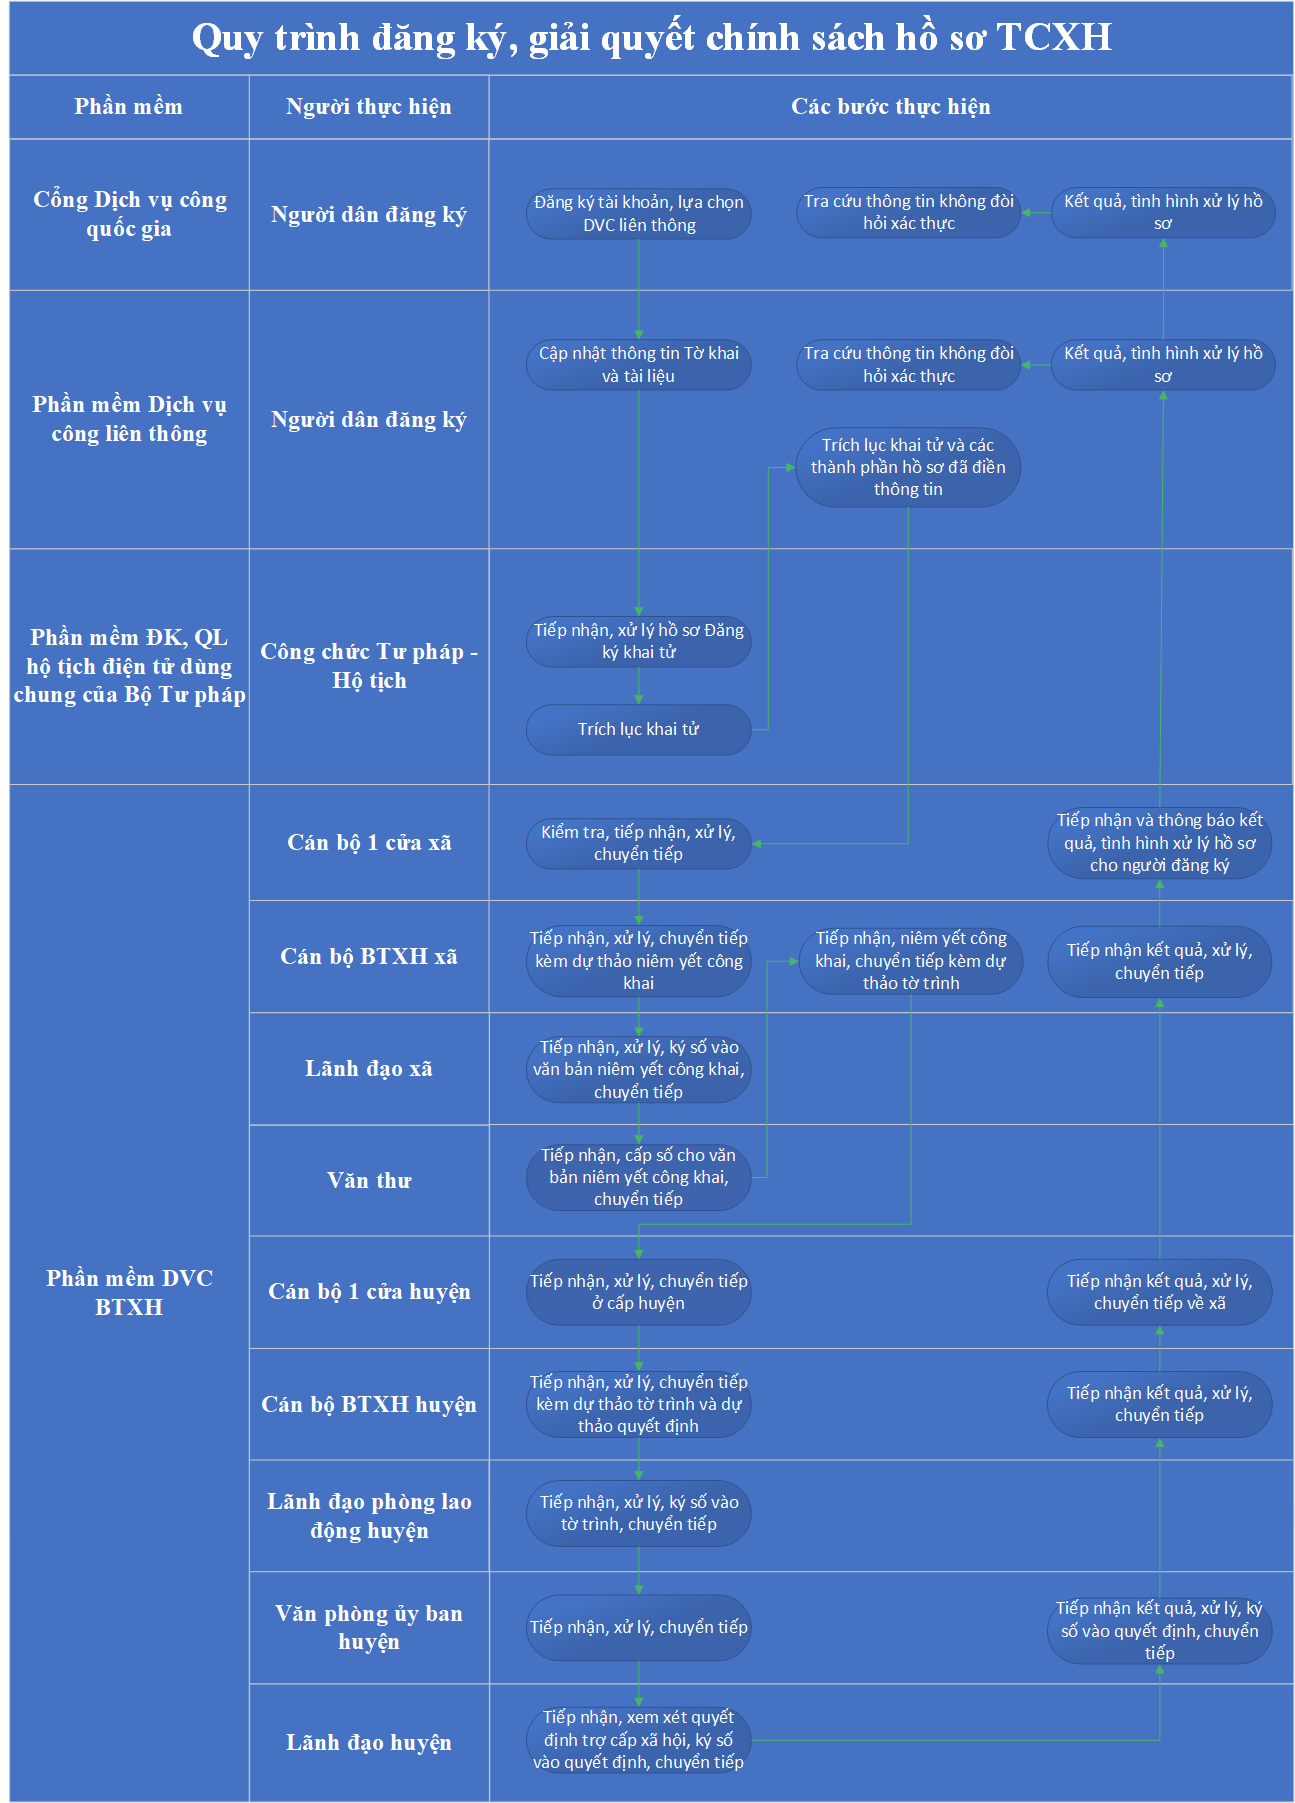 Quy trình đăng ký, giải quyết chính sách hồ sơ TCXH
Phần mềm
Người thực hiện
Các bước thực hiện
Cổng Dịch vụ công
quốc gia
Người dân đăng ký
Đăng ký tài khoản, lựa chọn
DVC liên thông
Tra cứu thông tin không đòi
hỏi xác thực
Kết quả, tình hình xử lý hồ
sơ
Phần mềm Dịch vụ
công liên thông
Người dân đăng ký
Cập nhật thông tin Tờ khai
và tài liệu
Tra cứu thông tin không đòi
hỏi xác thực
Kết quả, tình hình xử lý hồ
sơ
Trích lục khai tử và các
thành phần hồ sơ đã điền
thông tin
Phần mềm ĐK, QL
hộ tịch điện tử dùng
chung của Bộ Tư pháp
Công chức Tư pháp -
Hộ tịch
Tiếp nhận, xử lý hồ sơ Đăng
ký khai tử
Trích lục khai tử
Phần mềm DVC
BTXH
Cán bộ 1 cửa xã
Kiểm tra, tiếp nhận, xử lý,
chuyển tiếp
Tiếp nhận và thông báo kết
quả, tình hình xử lý hồ sơ
cho người đăng ký
Cán bộ BTXH xã
Tiếp nhận, xử lý, chuyển tiếp
kèm dự thảo niêm yết công
khai
Tiếp nhận, niêm yết công
khai, chuyển tiếp kèm dự
thảo tờ trình
Tiếp nhận kết quả, xử lý,
chuyển tiếp
Lãnh đạo xã
Tiếp nhận, xử lý, ký số vào
văn bản niêm yết công khai,
chuyển tiếp
Văn thư
Tiếp nhận, cấp số cho văn
bản niêm yết công khai,
chuyển tiếp
Cán bộ 1 cửa huyện
Tiếp nhận, xử lý, chuyển tiếp
ở cấp huyện
Tiếp nhận kết quả, xử lý,
chuyển tiếp về xã
Cán bộ BTXH huyện
Tiếp nhận, xử lý, chuyển tiếp
kèm dự thảo tờ trình và dự
thảo quyết định
Tiếp nhận kết quả, xử lý,
chuyển tiếp
Lãnh đạo phòng lao
động huyện
Tiếp nhận, xử lý, ký số vào
tờ trình, chuyển tiếp
Văn phòng ủy ban
huyện
Tiếp nhận, xử lý, chuyển tiếp
Tiếp nhận kết quả, xử lý, ký
số vào quyết định, chuyển
tiếp
Lãnh đạo huyện
Tiếp nhận, xem xét quyết
định trợ cấp xã hội, ký số
vào quyết định, chuyển tiếp